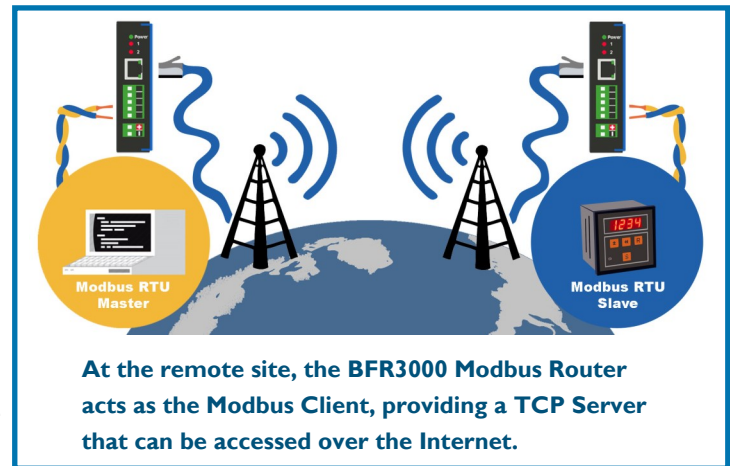 Power
1
2
Power
1
2
1234
Modbus RTU
Master
Modbus RTU
Slave
At the remote site, the BFR3000 Modbus Router
acts as the Modbus Client, providing a TCP Server
that can be accessed over the Internet.